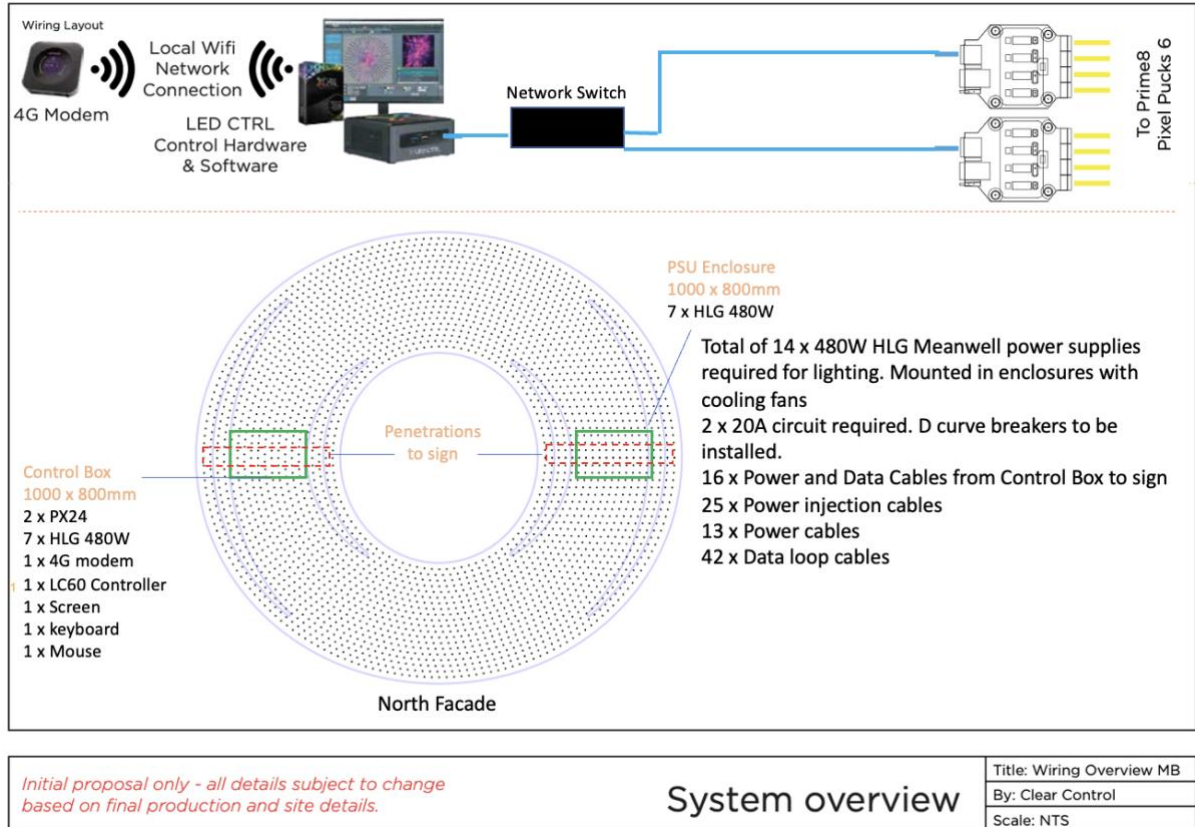 Wiring Layout
4G Modem
Local Wifi
Network
Connection
LED CTRL
Control Hardware
& Software
Network Switch
To Prime8
Pixel Pucks 6
PSU Enclosure
1000 x 800mm
7 x HLG 480W
Total of 14 x 480W HLG Meanwell power supplies
required for lighting. Mounted in enclosures with
cooling fans
2 x 20A circuit required. D curve breakers to be
installed.
16 x Power and Data Cables from Control Box to sign
25 x Power injection cables
13 x Power cables
42 x Data loop cables
Penetrations
to sign
Control Box
1000 x 800mm
2 x PX24
7 x HLG 480W
1 x 4G modem
1 x LC60 Controller
1 x Screen
1 x keyboard
1 x Mouse
North Facade
Initial proposal only - all details subject to change
based on final production and site details.
System overview
Title: Wiring Overview MB
By: Clear Control
Scale: NTS